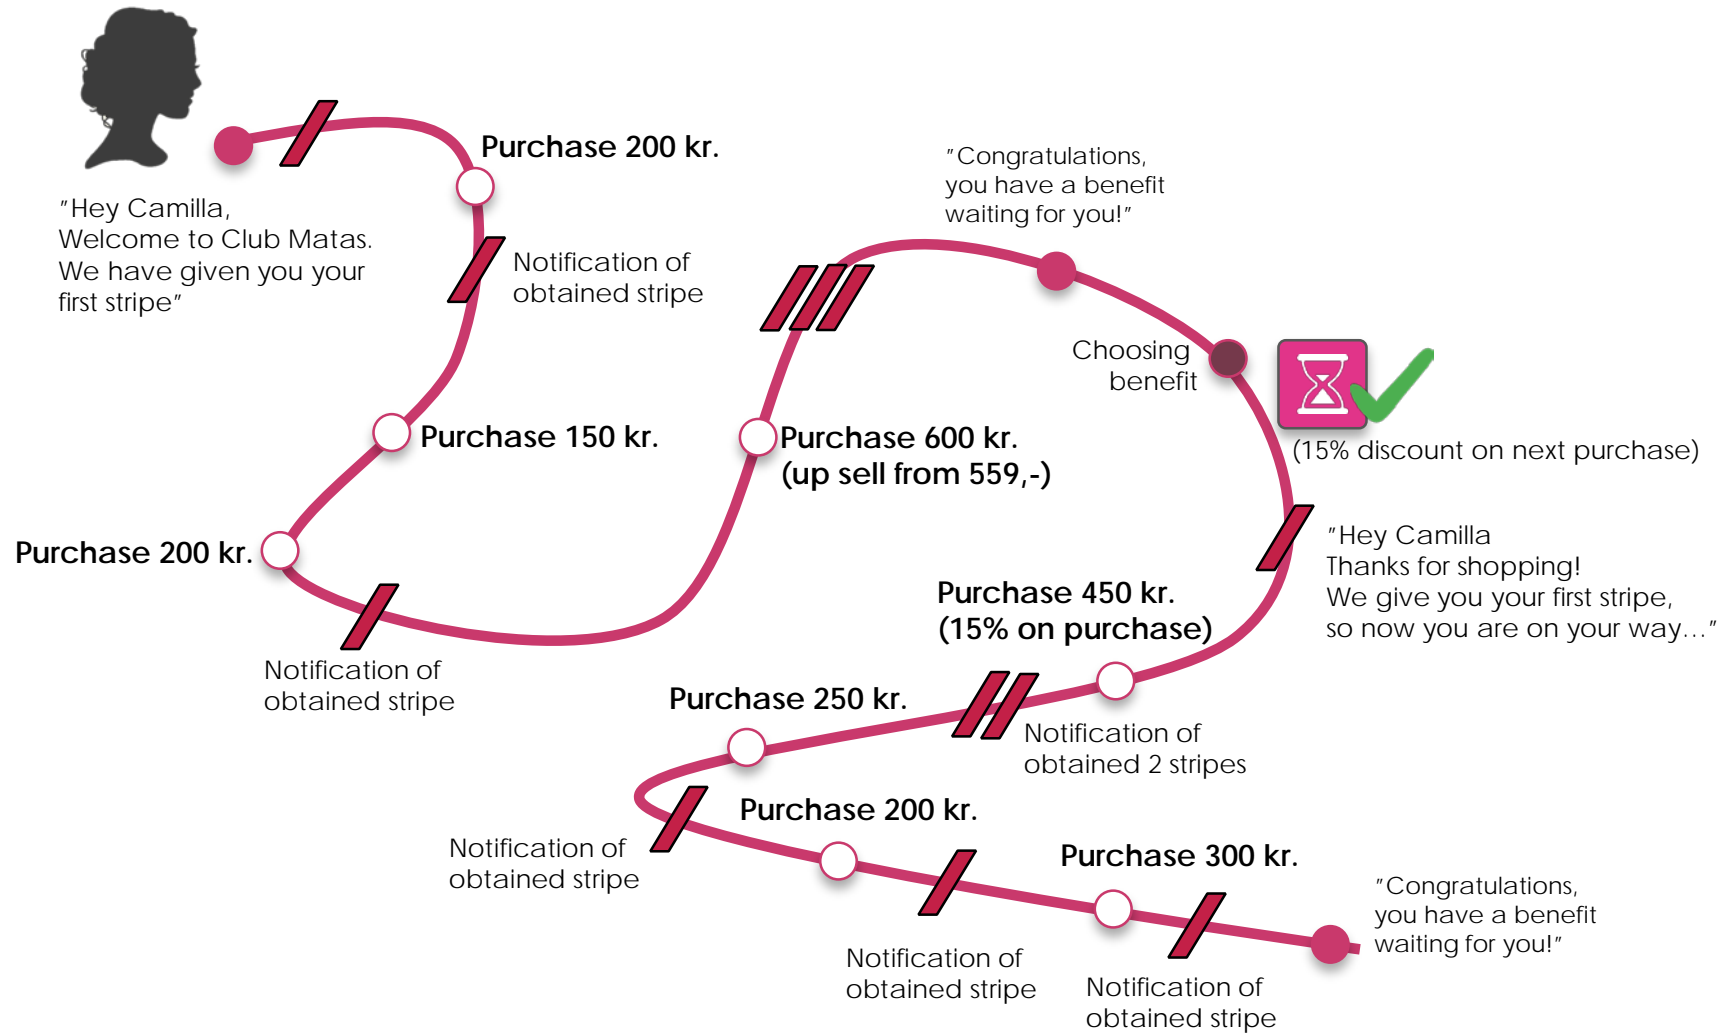 "Hey Camilla,
Welcome to Club Matas.
We have given you your
first stripe"
Purchase 200 kr.
Notification of
obtained stripe
Purchase 150 kr.
Purchase 200 kr.
Notification of
obtained stripe
Purchase 600 kr.
(up sell from 559,-)
"Congratulations,
you have a benefit
waiting for you!"
Choosing
benefit
(15% discount on next purchase)
"Hey Camilla
Thanks for shopping!
We give you your first stripe,
so now you are on your way…"
Purchase 450 kr.
(15% on purchase)
Notification of
obtained 2 stripes
Purchase 250 kr.
Notification of
obtained stripe
Purchase 200 kr.
Notification of
obtained stripe
Purchase 300 kr.
Notification of
obtained stripe
"Congratulations,
you have a benefit
waiting for you!"